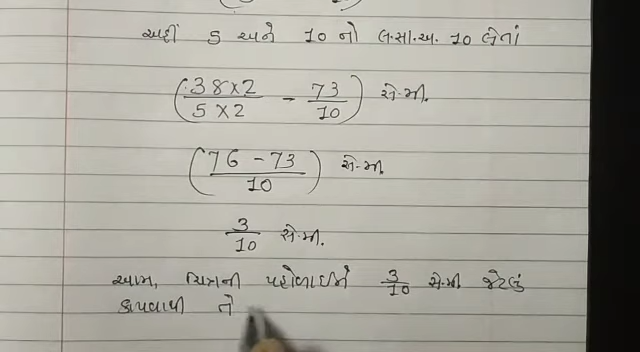 અહીં 5 અને 10 નો લ.સા.અ. 10 લેતાં
(38×2/5×2 - 73/10) સે.મી.
(76-73/10) સે.મી.
3/10 સે.મી.
આમ, ચિત્રની પહોળાઈને 3/10 સે.મી જેટલું
કાપવાથી તે